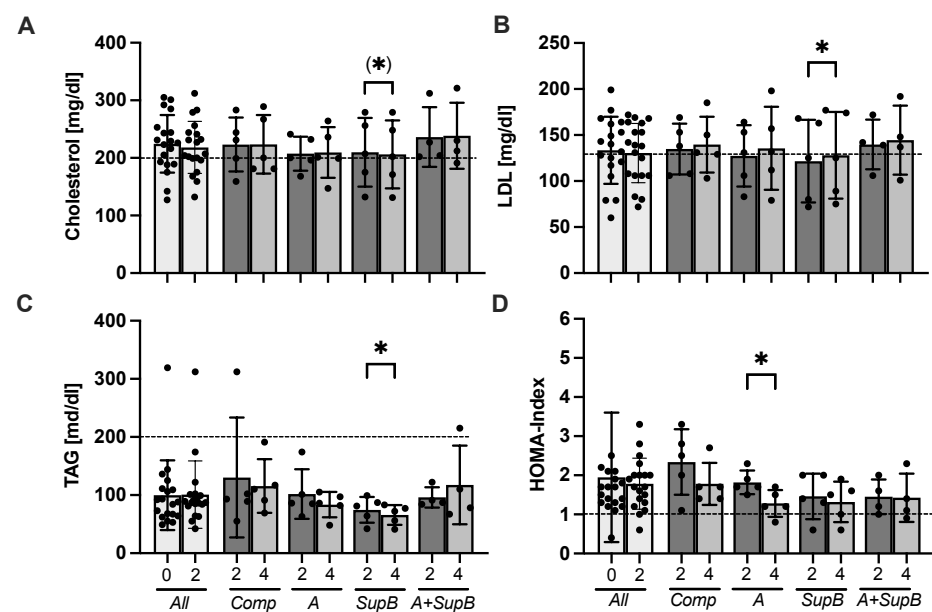 A
Cholesterol [mg/dl]
400
300
200
100
0
(*)
B
LDL [mg/dl]
250
200
150
100
50
0
*
C
TAG [md/dl]
400
300
200
100
0
*
0 2 2 4 2 4 2 4 2 4
All Comp A SupB A+SupB
D
HOMA-Index
6
5
4
3
2
1
0
*
0 2 2 4 2 4 2 4 2 4
All Comp A SupB A+SupB